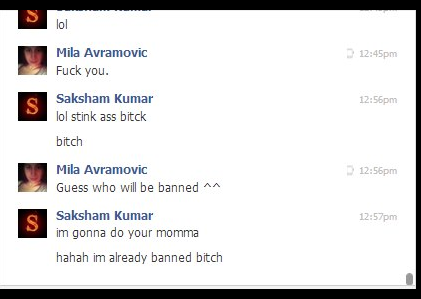 Saksham Kumar
lol
Mila Avramovic 12:45pm
Fuck you.
Saksham Kumar 12:56pm
lol stink ass bitck
bitch
Mila Avramovic 12:56pm
Guess who will be banned ^^
Saksham Kumar 12:57pm
im gonna do your momma
hahah im already banned bitch